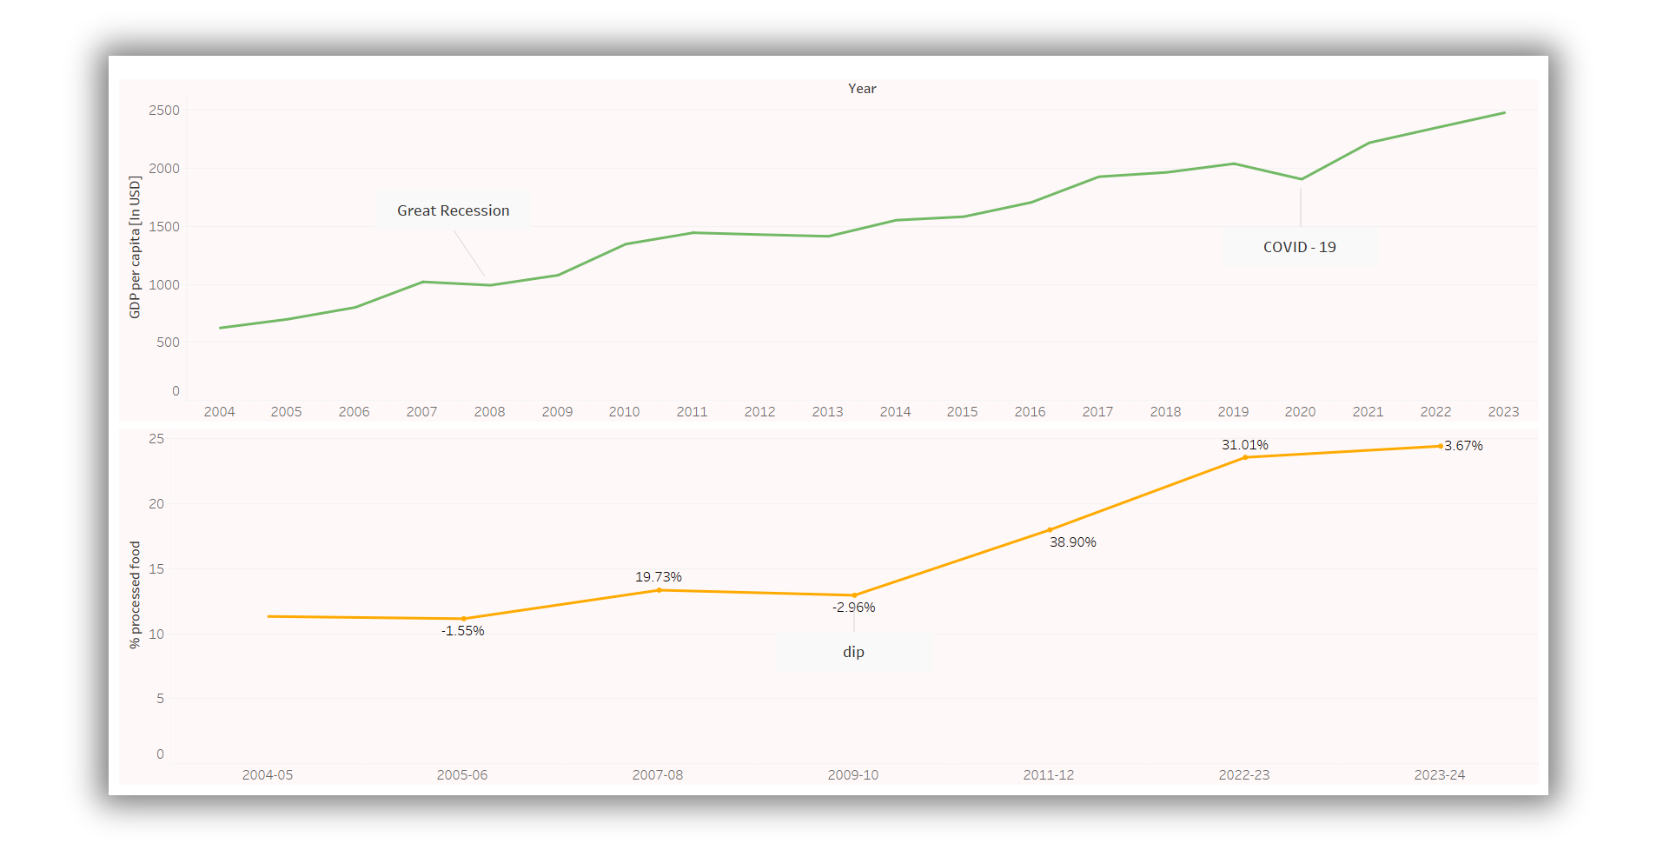 Year
2500
2000
1500
1000
500
0
GDP per capita [In USD]
Great Recession
COVID - 19
2004 2005 2006 2007 2008 2009 2010 2011 2012 2013 2014 2015 2016 2017 2018 2019 2020 2021 2022 2023
25
20
15
10
5
0
% processed food
-1.55%
19.73%
-2.96%
dip
38.90%
31.01%
3.67%
2004-05 2005-06 2007-08 2009-10 2011-12 2022-23 2023-24